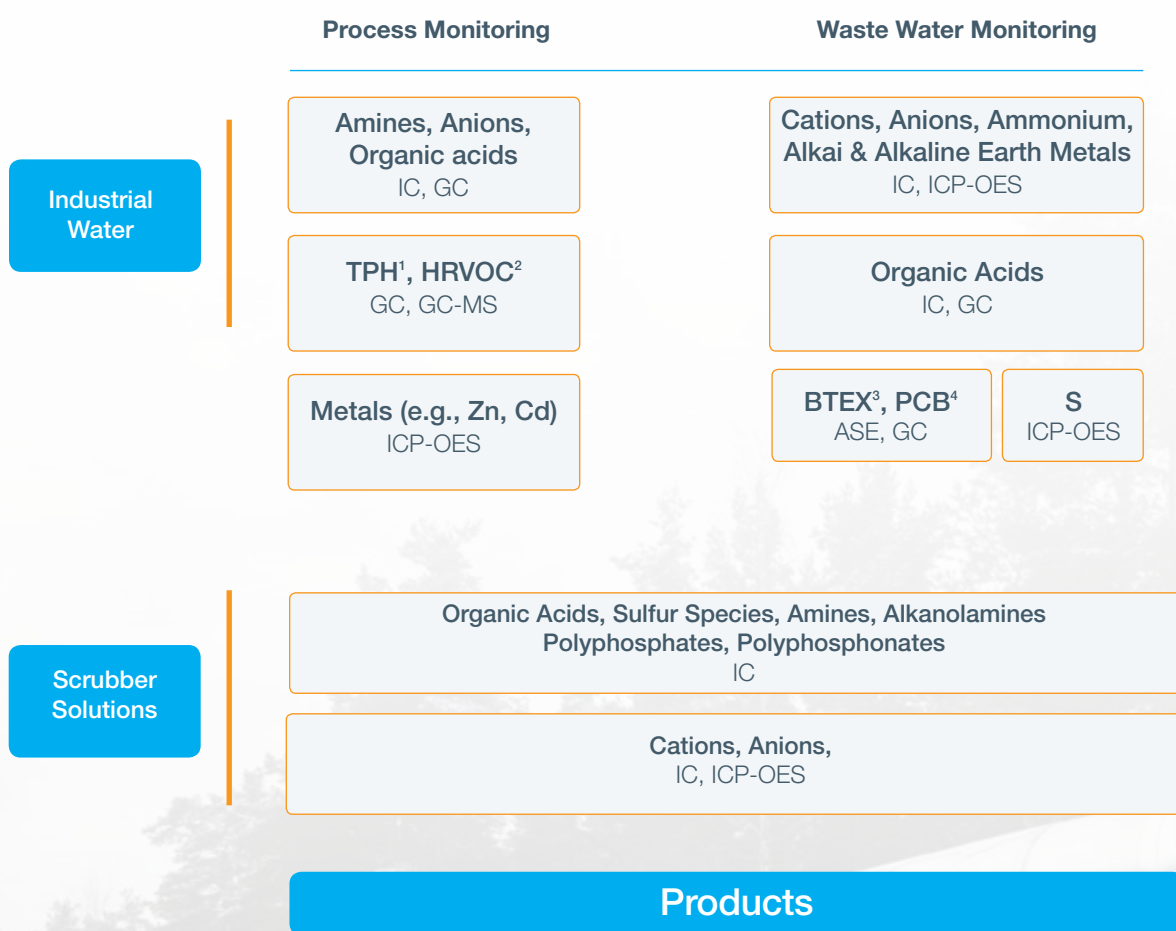 Process Monitoring
Waste Water Monitoring
Industrial
Water
Amines, Anions,
Organic acids
IC, GC
Cations, Anions, Ammonium,
Alkai & Alkaline Earth Metals
IC, ICP-OES
TPH¹, HRVOC²
GC, GC-MS
Organic Acids
IC, GC
Metals (e.g., Zn, Cd)
ICP-OES
BTEX³, PCB⁴
ASE, GC
S
ICP-OES
Scrubber
Solutions
Organic Acids, Sulfur Species, Amines, Alkanolamines
Polyphosphates, Polyphosphonates
IC
Cations, Anions,
IC, ICP-OES
Products